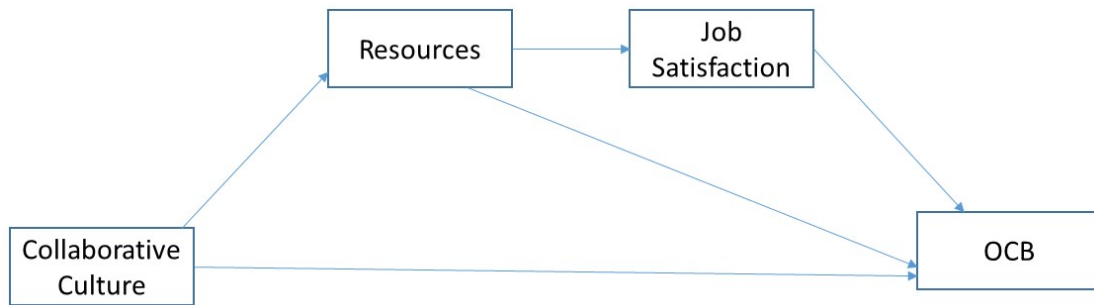 Resources
Job
Satisfaction
Collaborative
Culture
OCB